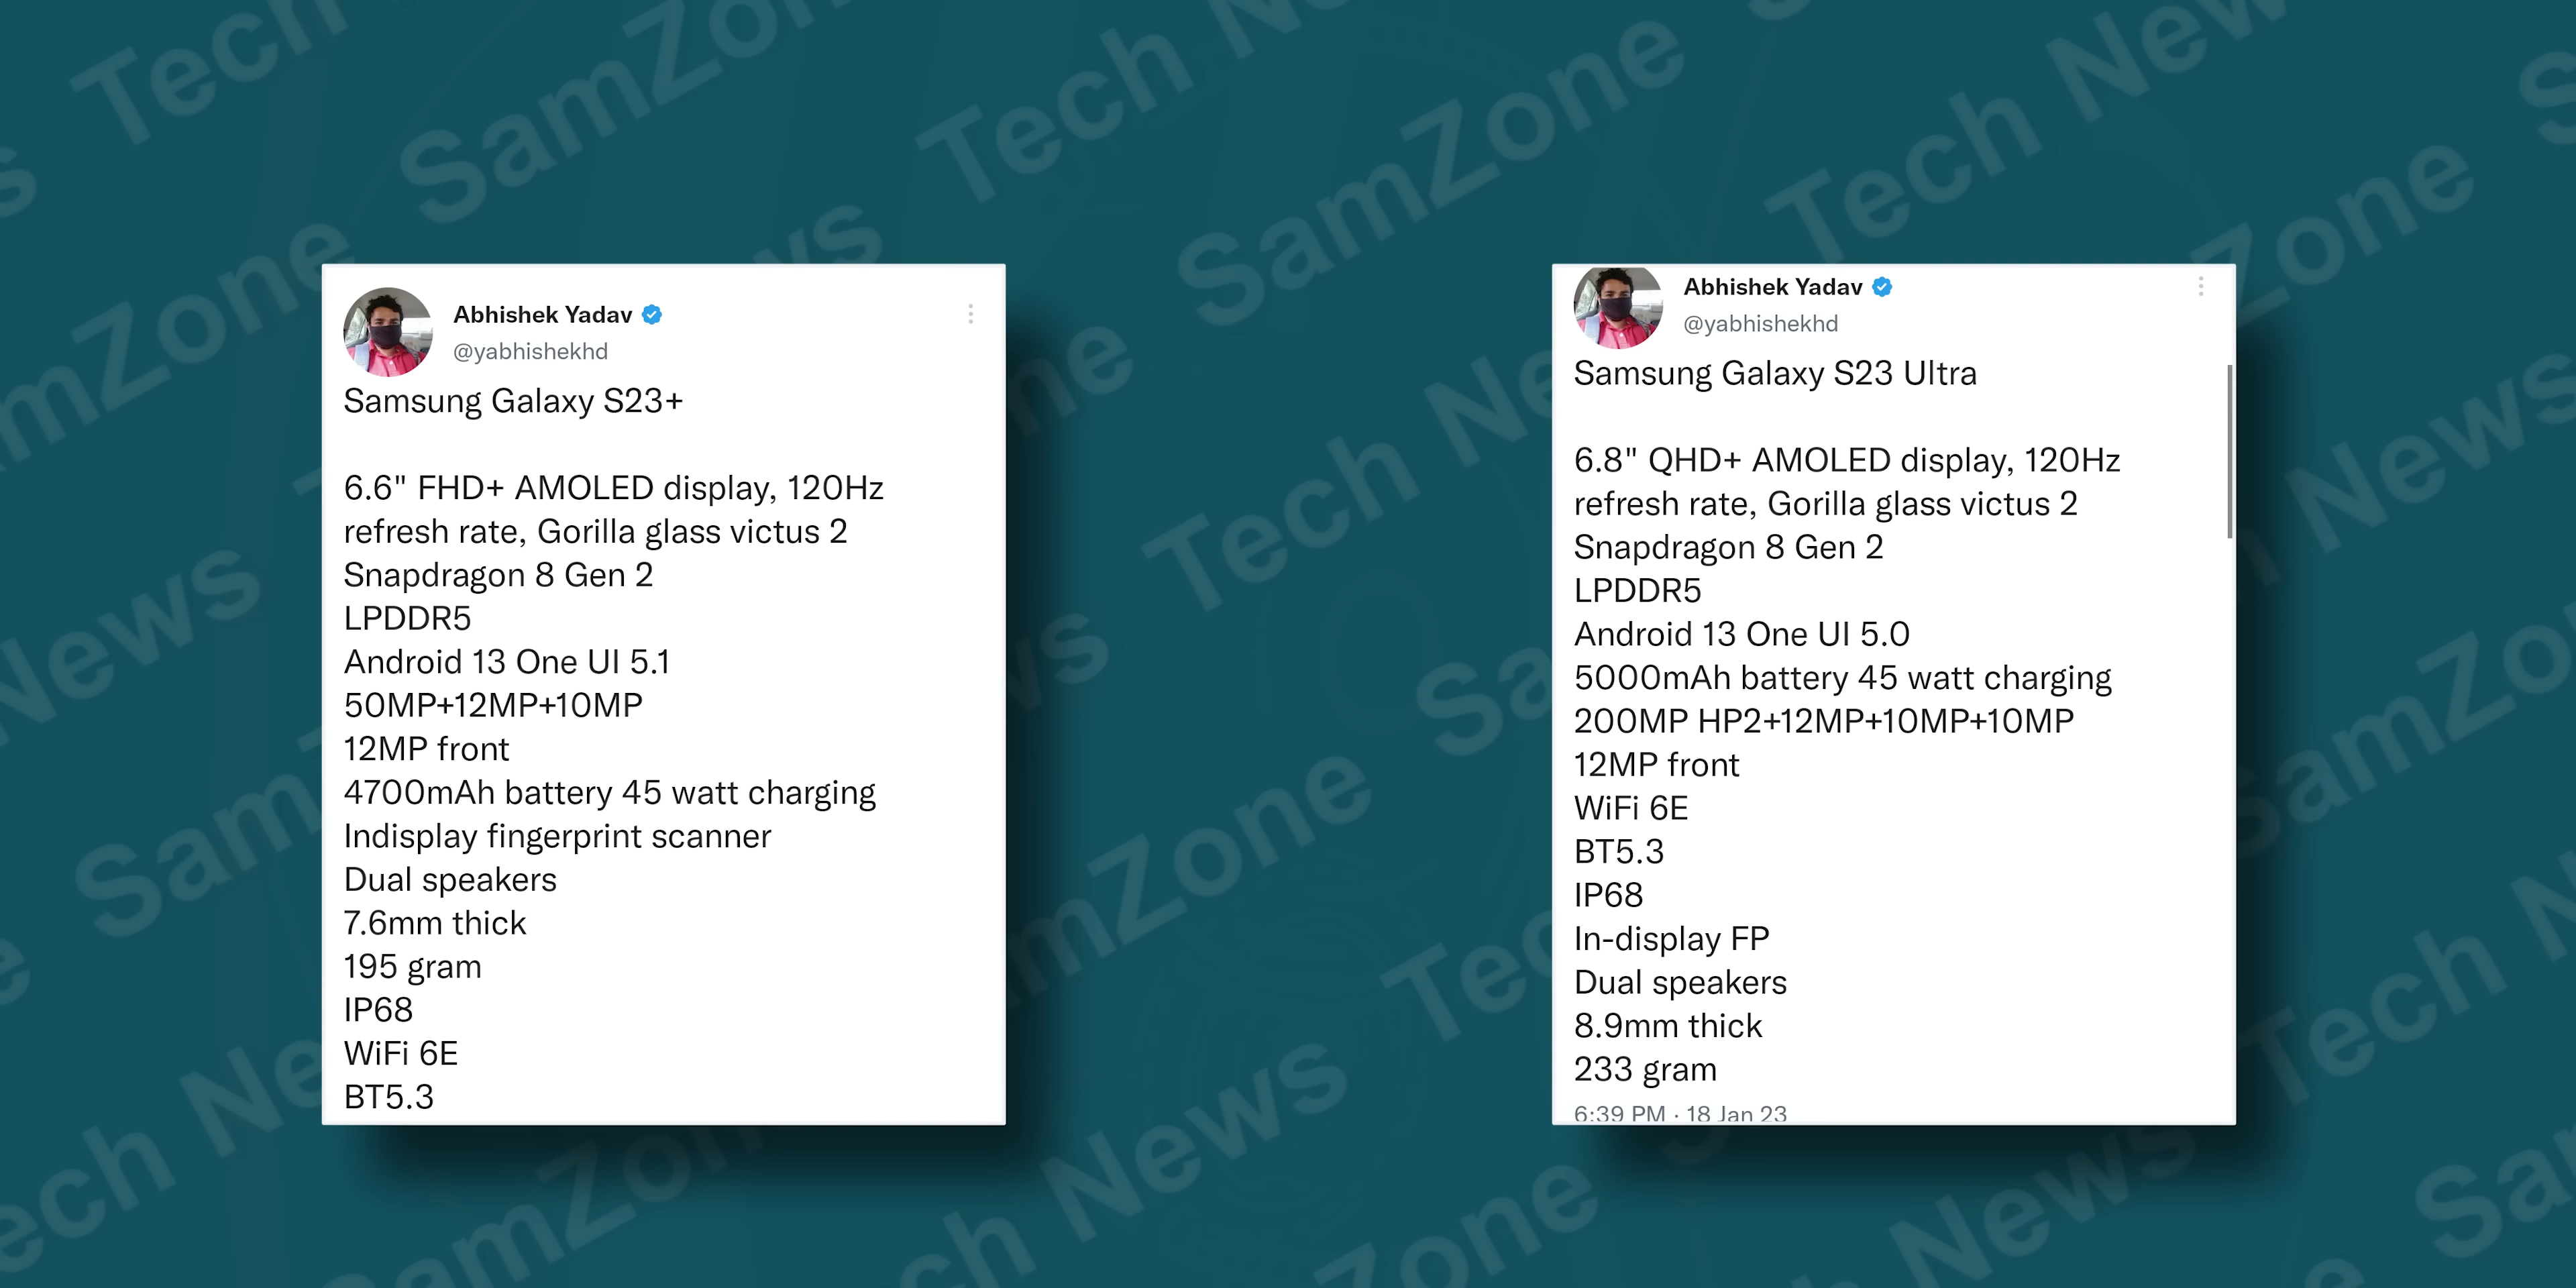 Abhishek Yadav
@yabhishekhd
Samsung Galaxy S23+
6.6" FHD+ AMOLED display, 120Hz
refresh rate, Gorilla glass victus 2
Snapdragon 8 Gen 2
LPDDR5
Android 13 One UI 5.1
50MP+12MP+10MP
12MP front
4700mAh battery 45 watt charging
Indisplay fingerprint scanner
Dual speakers
7.6mm thick
195 gram
IP68
WiFi 6E
BT5.3
Abhishek Yadav
@yabhishekhd
Samsung Galaxy S23 Ultra
6.8" QHD+ AMOLED display, 120Hz
refresh rate, Gorilla glass victus 2
Snapdragon 8 Gen 2
LPDDR5
Android 13 One UI 5.0
5000mAh battery 45 watt charging
200MP HP2+12MP+10MP+10MP
12MP front
WiFi 6E
BT5.3
IP68
In-display FP
Dual speakers
8.9mm thick
233 gram
6:39 PM · 18 Jan 23
SamZone Tech News